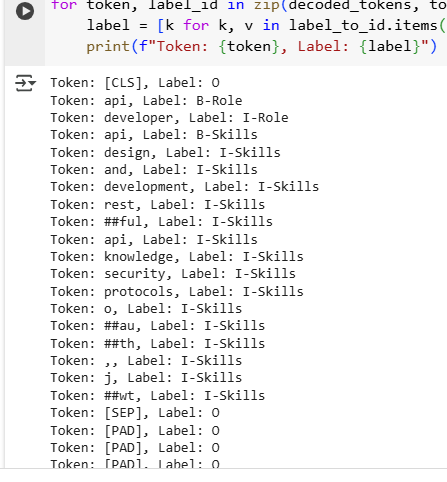 for token, label_id in zip(decoded_tokens, to
label = [k for k, v in label_to_id.items(
print(f"Token: {token}, Label: {label}")
Token: [CLS], Label: O
Token: api, Label: B-Role
Token: developer, Label: I-Role
Token: api, Label: B-Skills
Token: design, Label: I-Skills
Token: and, Label: I-Skills
Token: development, Label: I-Skills
Token: rest, Label: I-Skills
Token: ##ful, Label: I-Skills
Token: api, Label: I-Skills
Token: knowledge, Label: I-Skills
Token: security, Label: I-Skills
Token: protocols, Label: I-Skills
Token: o, Label: I-Skills
Token: ##au, Label: I-Skills
Token: ##th, Label: I-Skills
Token: ,, Label: I-Skills
Token: j, Label: I-Skills
Token: ##wt, Label: I-Skills
Token: [SEP], Label: O
Token: [PAD], Label: O
Token: [PAD], Label: O
Token: [PAD], Label: O